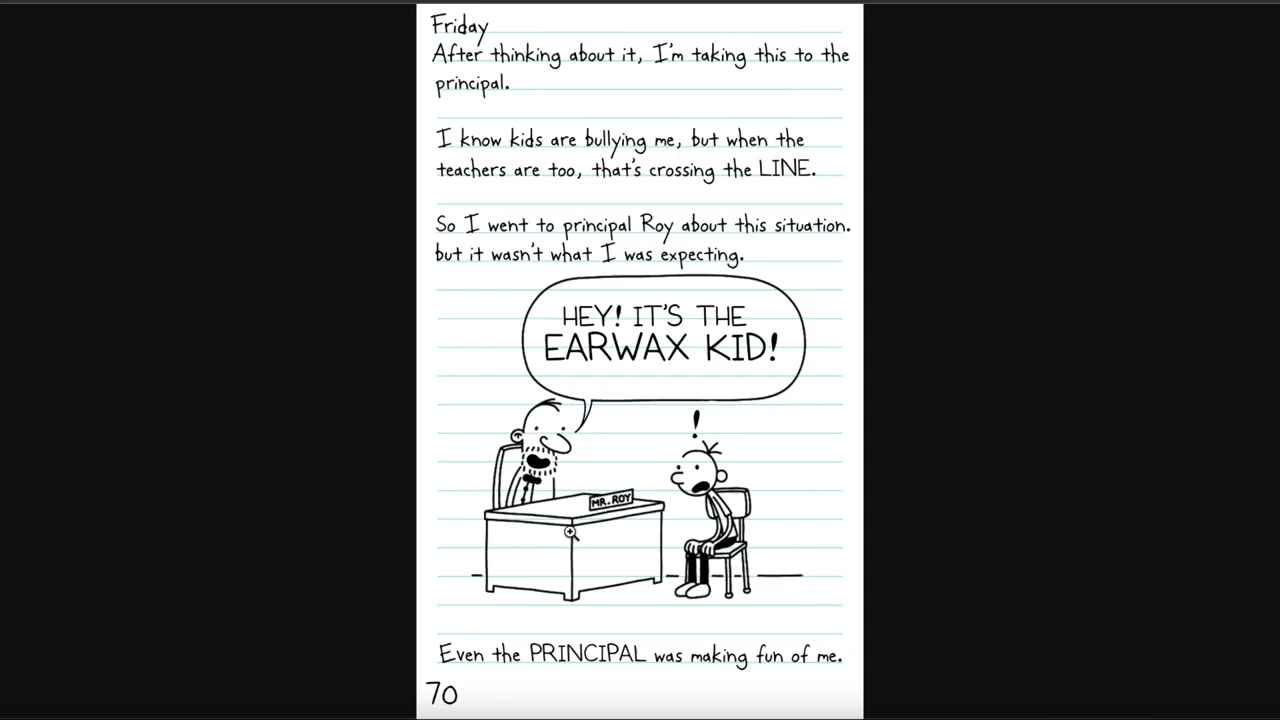 Friday
After thinking about it, I'm taking this to the
principal.
I know kids are bullying me, but when the
teachers are too, that's crossing the LINE.
So I went to principal Roy about this situation.
but it wasn't what I was expecting.
HEY! IT'S THE
EARWAX KID!
!
MR. ROY
Even the PRINCIPAL was making fun of me.
70